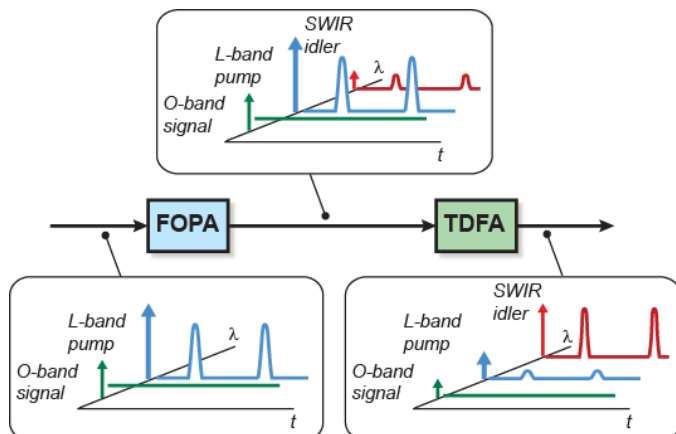 SWIR
idler
L-band
pump
λ
O-band
signal
t
FOPA
TDFA
L-band
pump
λ
O-band
signal
t
SWIR
idler
L-band
pump
λ
O-band
signal
t